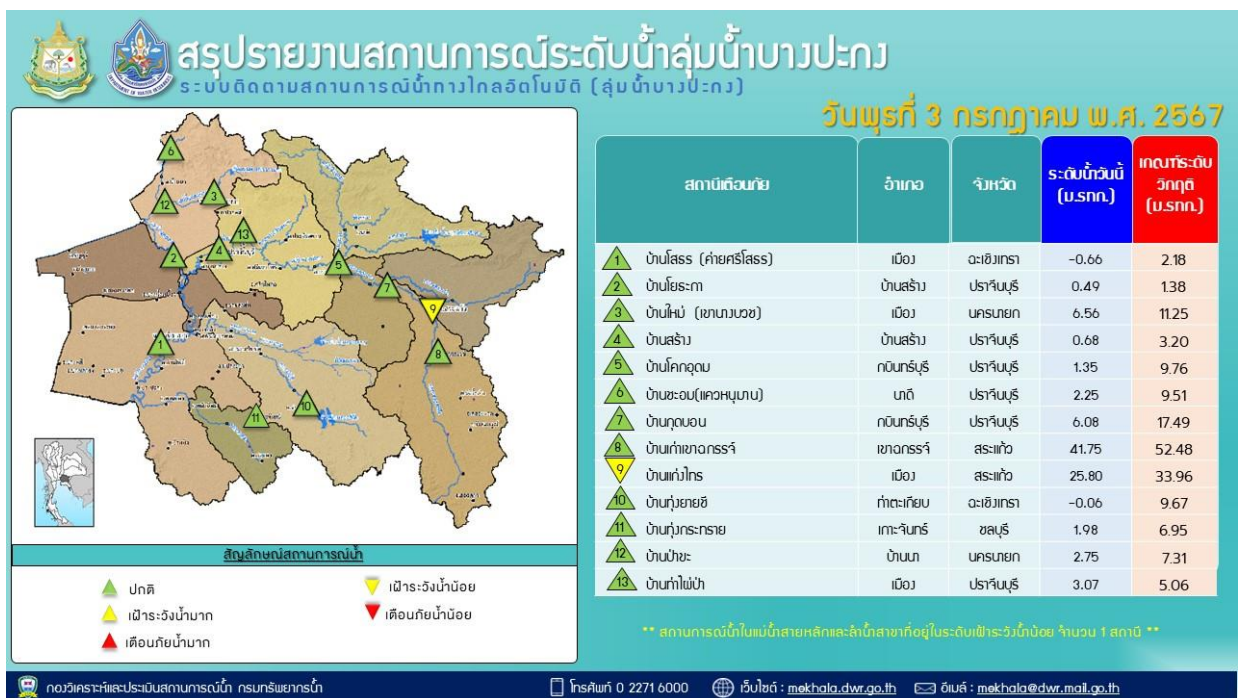 สรุปรายงานสถานการณ์ระดับน้ำลุ่มน้ำบางปะกง
ระบบติดตามสถานการณ์น้ำทางไกลอัตโนมัติ (ลุ่มน้ำบางปะกง)
วันพุธที่ 3 กรกฎาคม พ.ศ. 2567
สถานีเตือนภัย อำเภอ จังหวัด ระดับน้ำวันนี้ (ม.รทก.) เกณฑ์ระดับวิกฤติ (ม.รทก.)
1 บ้านโสธร (ค่ายศรีโสธร) เมือง ฉะเชิงเทรา -0.66 2.18
2 บ้านโยธะกา บ้านสร้าง ปราจีนบุรี 0.49 1.38
3 บ้านใหม่ (เขานางบวช) เมือง นครนายก 6.56 11.25
4 บ้านสร้าง บ้านสร้าง ปราจีนบุรี 0.68 3.20
5 บ้านโคกอุดม กบินทร์บุรี ปราจีนบุรี 1.35 9.76
6 บ้านชะอม(แควหนุมาน) นาดี ปราจีนบุรี 2.25 9.51
7 บ้านกุดบอน กบินทร์บุรี ปราจีนบุรี 6.08 17.49
8 บ้านเก่าเขาฉกรรจ์ เขาฉกรรจ์ สระแก้ว 41.75 52.48
9 บ้านแก่งไทร เมือง สระแก้ว 25.80 33.96
10 บ้านทุ่งยายชี ท่าตะเกียบ ฉะเชิงเทรา -0.06 9.67
11 บ้านทุ่งกระทราย เกาะจันทร์ ชลบุรี 1.98 6.95
12 บ้านป่าขะ บ้านนา นครนายก 2.75 7.31
13 บ้านท่าไผ่ป่า เมือง ปราจีนบุรี 3.07 5.06
** สถานการณ์น้ำในแม่น้ำสายหลักและลำน้ำสาขาที่อยู่ในระดับเฝ้าระวังน้ำน้อย จำนวน 1 สถานี **
6
12
3
13
2
4
5
7
9
1
8
10
11
สัญลักษณ์สถานการณ์น้ำ
ปกติ
เฝ้าระวังน้ำมาก
เตือนภัยน้ำมาก
เฝ้าระวังน้ำน้อย
เตือนภัยน้ำน้อย
กองวิเคราะห์และประเมินสถานการณ์น้ำ กรมทรัพยากรน้ำ
โทรศัพท์ 0 2271 6000 เว็บไซต์ : mekhala.dwr.go.th อีเมล์ : mekhala@dwr.mail.go.th